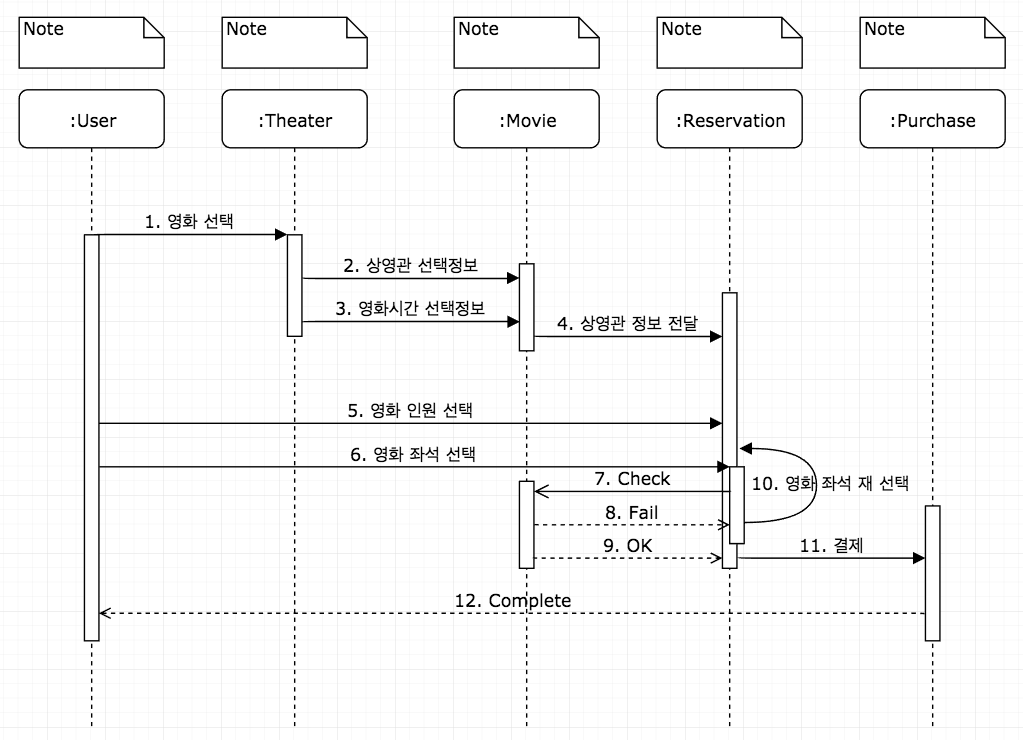 Note
Note
Note
Note
Note
:User
:Theater
:Movie
:Reservation
:Purchase
1. 영화 선택
2. 상영관 선택정보
3. 영화시간 선택정보
4. 상영관 정보 전달
5. 영화 인원 선택
6. 영화 좌석 선택
7. Check
10. 영화 좌석 재 선택
8. Fail
9. OK
11. 결제
12. Complete